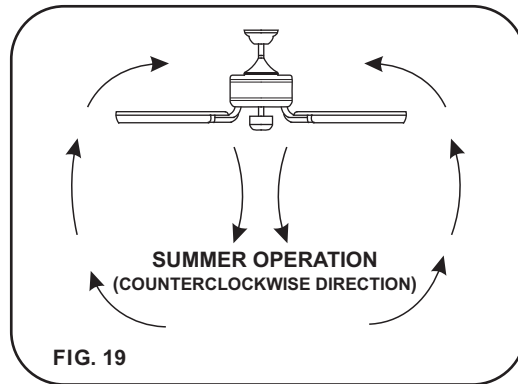 SUMMER OPERATION
(COUNTERCLOCKWISE DIRECTION)
FIG. 19